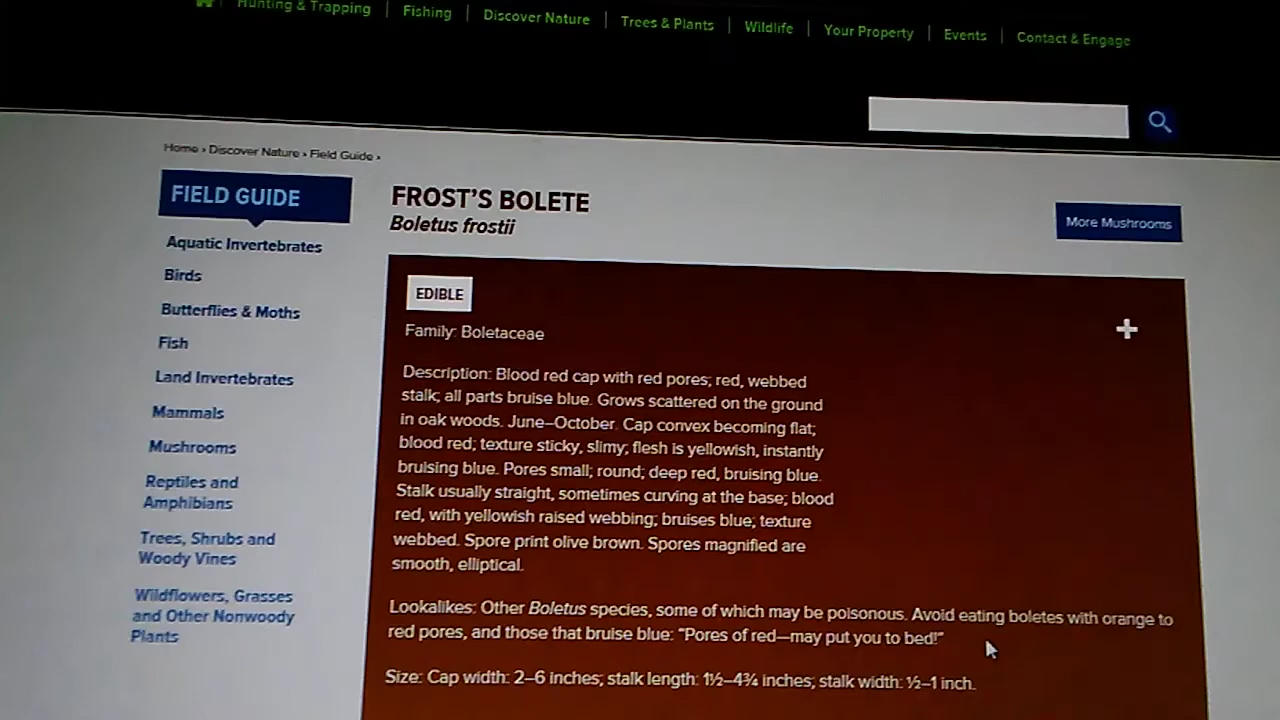 Hunting & Trapping | Fishing | Discover Nature | Trees & Plants | Wildlife | Your Property | Events | Contact & Engage
Home › Discover Nature › Field Guide ›
FIELD GUIDE
Aquatic Invertebrates
Birds
Butterflies & Moths
Fish
Land Invertebrates
Mammals
Mushrooms
Reptiles and
Amphibians
Trees, Shrubs and
Woody Vines
Wildflowers, Grasses
and Other Nonwoody
Plants
FROST'S BOLETE
Boletus frostii
More Mushrooms
EDIBLE
Family: Boletaceae
Description: Blood red cap with red pores; red, webbed
stalk; all parts bruise blue. Grows scattered on the ground
in oak woods. June–October. Cap convex becoming flat;
blood red; texture sticky, slimy; flesh is yellowish, instantly
bruising blue. Pores small; round; deep red, bruising blue.
Stalk usually straight, sometimes curving at the base; blood
red, with yellowish raised webbing; bruises blue; texture
webbed. Spore print olive brown. Spores magnified are
smooth, elliptical.
Lookalikes: Other Boletus species, some of which may be poisonous. Avoid eating boletes with orange to
red pores, and those that bruise blue: “Pores of red—may put you to bed!”
Size: Cap width: 2–6 inches; stalk length: 1½–4¾ inches; stalk width: ½–1 inch.